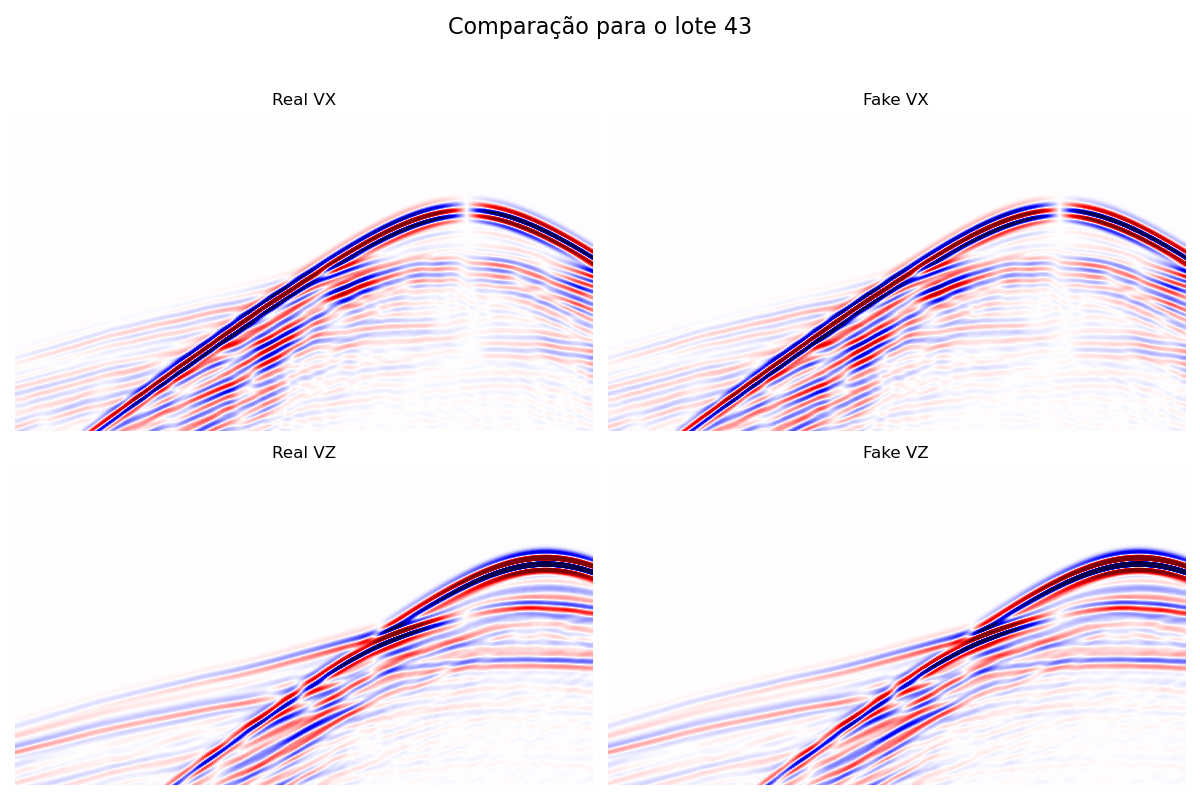 Comparação para o lote 43
Real VX
Fake VX
Real VZ
Fake VZ